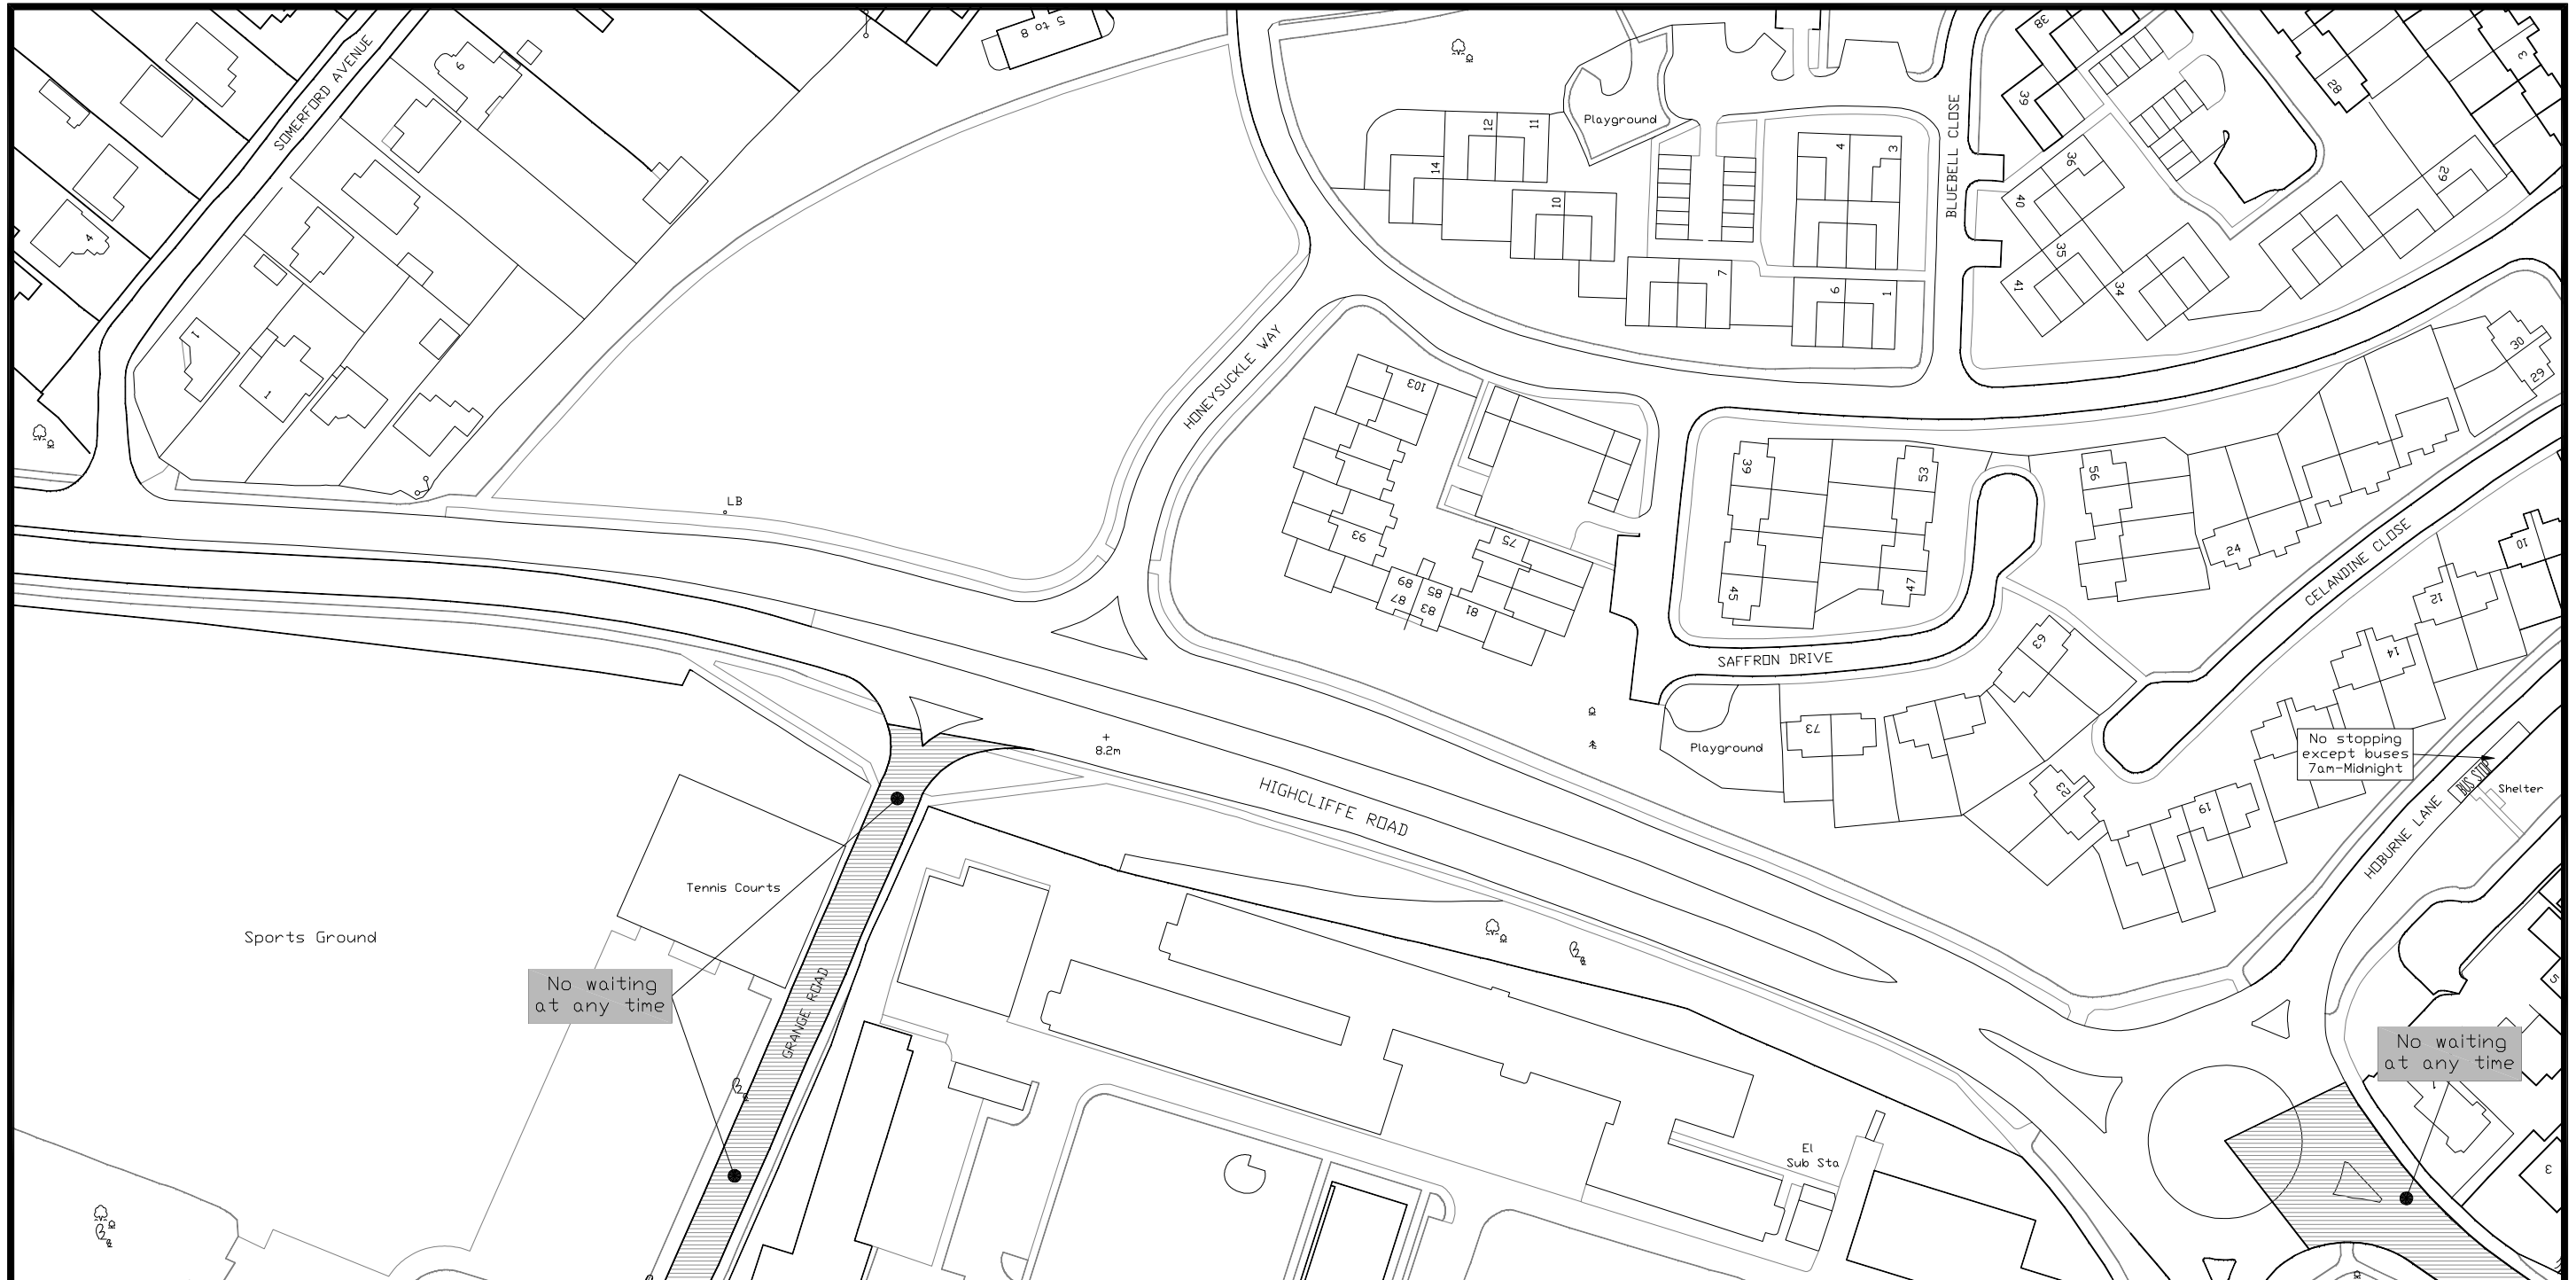 5 to 8
38
SOMERFORD AVENUE
6
3
28
39
Playground
12
11
4
3
BLUEBELL CLOSE
14
36
29
10
40
4
35
7
41
34
6
1
1
1
HONEYSUCKLE WAY
30
29
103
39
53
56
LB
93
75
24
10
CELANDINE CLOSE
89
87
85
83
81
45
47
12
63
14
SAFFRON DRIVE
73
Playground
8.2m
No stopping
except buses
7am-Midnight
BUS STOP
Shelter
23
19
HIGHCLIFFE ROAD
HOBURNE LANE
Tennis Courts
Sports Ground
No waiting
at any time
GRANGE ROAD
5
No waiting
at any time
1
El
Sub Sta
3